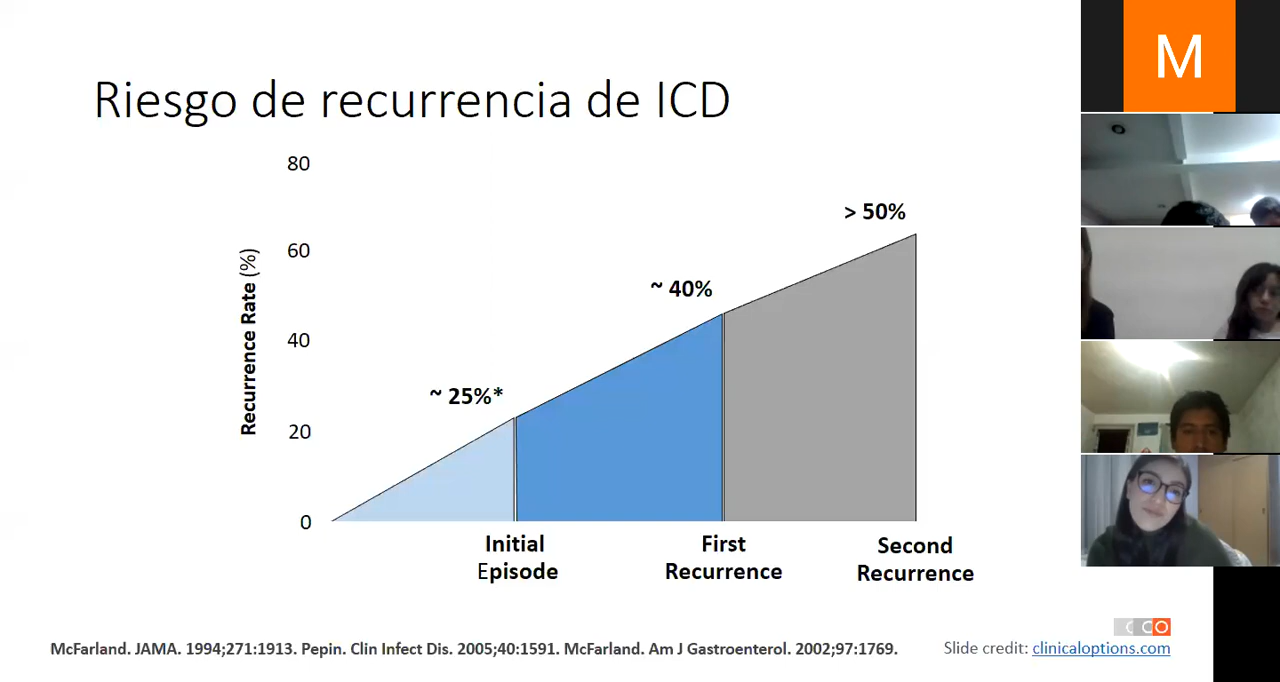 Riesgo de recurrencia de ICD
M
80
60
40
20
0
Recurrence Rate (%)
~ 25%*
~ 40%
> 50%
Initial
Episode
First
Recurrence
Second
Recurrence
McFarland. JAMA. 1994;271:1913. Pepin. Clin Infect Dis. 2005;40:1591. McFarland. Am J Gastroenterol. 2002;97:1769.
CCO
Slide credit: clinicaloptions.com